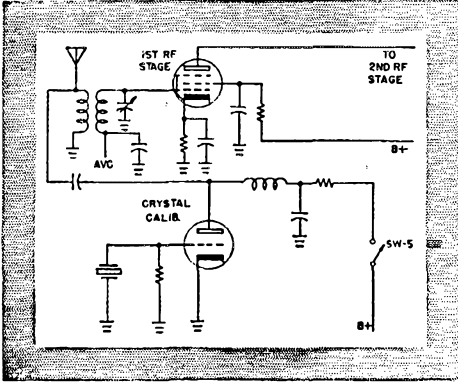 1ST RF
STAGE
TO
2ND RF
STAGE
AVC
B+
CRYSTAL
CALIB.
SW-5
B+